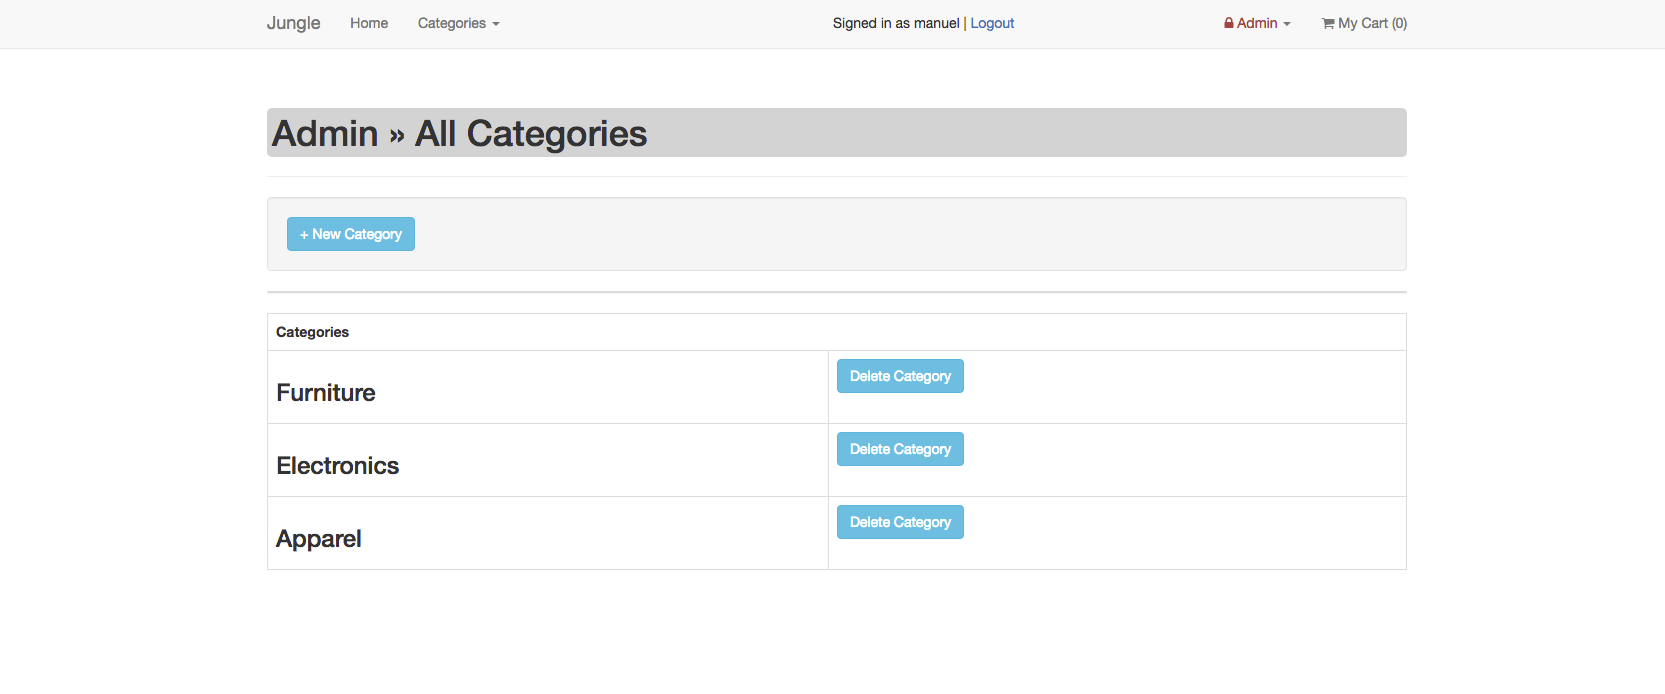 Jungle Home Categories Signed in as manuel | Logout Admin My Cart (0)
Admin » All Categories
+ New Category
Categories
Furniture Delete Category
Electronics Delete Category
Apparel Delete Category